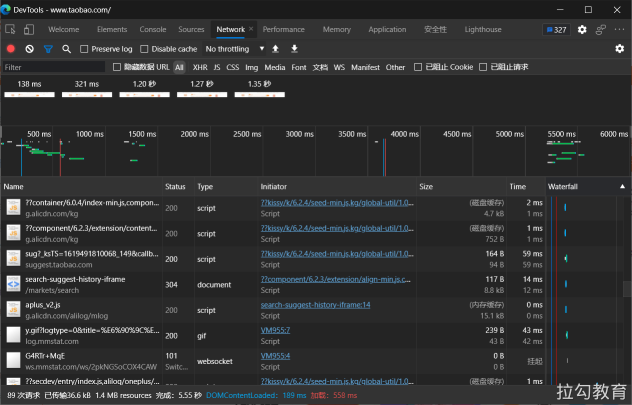 DevTools - www.taobao.com/
Welcome Elements Console Sources Network Performance Memory Application 安全性 Lighthouse 327
Preserve log Disable cache No throttling
Filter 隐藏数据 URL All XHR JS CSS Img Media Font 文档 WS Manifest Other 已阻止 Cookie 已阻止请求
138 ms 321 ms 1.20 秒 1.27 秒 1.35 秒
500 ms 1000 ms 1500 ms 2000 ms 2500 ms 3000 ms 3500 ms 4000 ms 4500 ms 5000 ms 5500 ms 6000 ms
Name Status Type Initiator Size Time Waterfall
??container/6.0.4/index-min.js,compone... 200 script ??kissy/k/6.2.4/seed-min.js,kg/global-util/1.0... (磁盘缓存) 2 ms
g.alicdn.com/kg Script 4.7 kB 1 ms
??component/6.2.3/extension/content... 200 script ??kissy/k/6.2.4/seed-min.js,kg/global-util/1.0... (磁盘缓存) 1 ms
g.alicdn.com/kg Script 752 B 1 ms
sug?_ksTS=1619491810068_149&callb... 200 script ??kissy/k/6.2.4/seed-min.js,kg/global-util/1.0... 164 B 59 ms
suggest.taobao.com Script 94 B 59 ms
search-suggest-history-iframe 304 document ??component/6.2.3/extension/align-min.js,c... 117 B 14 ms
/markets/search Script 8.8 kB 12 ms
aplus_v2.js 200 script search-suggest-history-iframe:14 (内存缓存) 0 ms
g.alicdn.com/alilog/mlog Script 15.1 kB 0 ms
y.gif?logtype=0&title=%E6%90%9C%E... 200 gif VM955:7 239 B 43 ms
log.mmstat.com Script 43 B 42 ms
G4RTr+MqE 101 websocket VM955:4 0 B 挂起
ws.mmstat.com/ws/2pkNGSoCOX4CAW Switc... Script 0 B
??secdev/entry/index.js,alilog/oneplus/... ??kissy/k/6.2.4/seed-min.js,kg/global-util/1.0... (磁盘缓存) 1 ms
89 次请求 已传输36.6 kB 1.4 MB resources 完成：5.55 秒 DOMContentLoaded：189 ms 加载：558 ms
拉勾教育